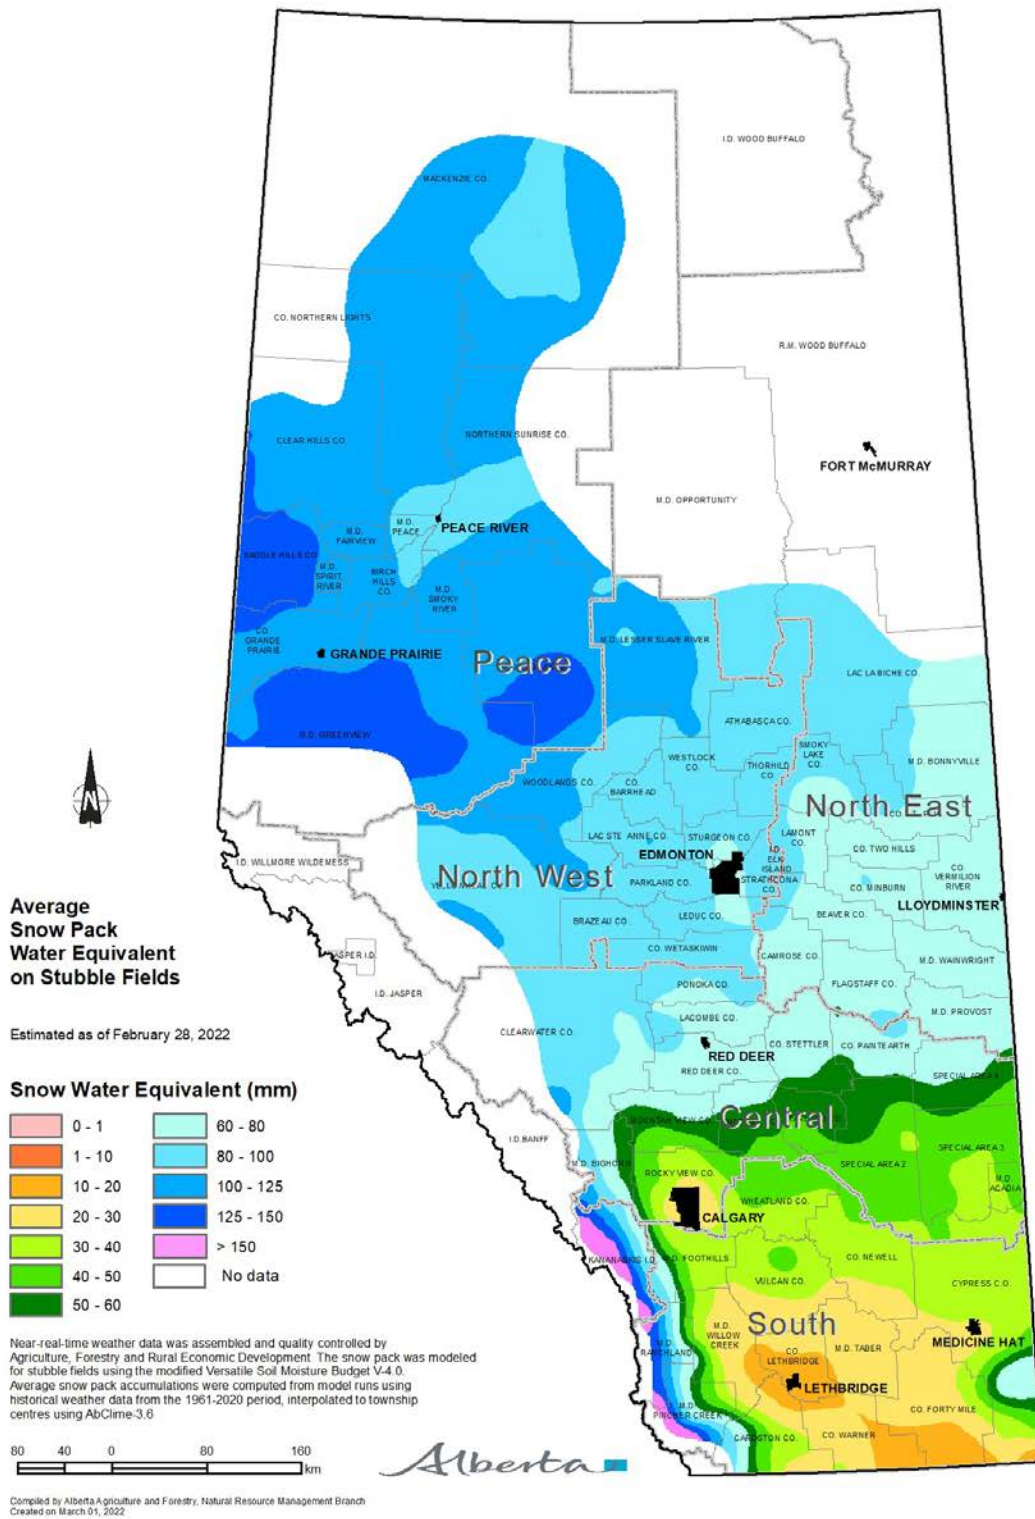 I.D. WOOD BUFFALO
MACKENZIE CO.
CO. NORTHERN LIGHTS
R.M. WOOD BUFFALO
CLEAR HILLS CO.
NORTHERN SUNRISE CO.
FORT McMURRAY
M.D. OPPORTUNITY
M.D.
PEACE
PEACE RIVER
M.D.
FAIRVIEW
SADDLE HILLS CO
M.D.
SPIRIT
RIVER
BIRCH
HILLS
CO.
M.D.
SMOKY
RIVER
CO.
GRANDE
PRAIRIE
GRANDE PRAIRIE
Peace
M.D. LESSER SLAVE RIVER
LAC LA BICHE CO.
M.D. GREENVIEW
ATHABASCA CO.
WOODLANDS CO.
WESTLOCK
CO.
SMOKY
LAKE
CO.
THORHILD
CO.
M.D. BONNYVILLE
CO.
BARRHEAD
North East
LAC STE ANNE CO.
STURGEON CO.
LAMONT
CO.
CO. TWO HILLS
EDMONTON
I.D.
ELK
ISLAND
STRATHCONA
CO.
I.D. WILLMORE WILDERNESS
North West
PARKLAND CO.
CO. MINBURN
CO.
VERMILION
RIVER
LLOYDMINSTER
BRAZEAU CO.
LEDUC CO.
BEAVER CO.
CO. WETASKIWIN
CAMROSE CO.
M.D. WAINWRIGHT
JASPER I.D.
I.D. JASPER
PONOKA CO.
FLAGSTAFF CO.
M.D. PROVOST
CLEARWATER CO.
LACOMBE CO.
RED DEER
CO. STETTLER
CO. PAINTEARTH
RED DEER CO.
SPECIAL AREA 4
MOUNTAIN VIEW CO.
Central
I.D. BANFF
M.D. BIGHORN
ROCKY VIEW CO.
SPECIAL AREA 2
SPECIAL AREA 3
M.D.
ACADIA
WHEATLAND CO.
CALGARY
KANANASKIS I.D.
M.D. FOOTHILLS
CO. NEWELL
VULCAN CO.
CYPRESS C.O.
South
M.D.
WILLOW
CREEK
M.D. TABER
MEDICINE HAT
M.D.
RANCHLAND
CO.
LETHBRIDGE
LETHBRIDGE
M.D.
PINCHER CREEK
CO. FORTY MILE
CARDSTON CO.
CO. WARNER
N
Average
Snow Pack
Water Equivalent
on Stubble Fields
Estimated as of February 28, 2022
Snow Water Equivalent (mm)
0 - 1
1 - 10
10 - 20
20 - 30
30 - 40
40 - 50
50 - 60
60 - 80
80 - 100
100 - 125
125 - 150
> 150
No data
Near-real-time weather data was assembled and quality controlled by
Agriculture, Forestry and Rural Economic Development. The snow pack was modeled
for stubble fields using the modified Versatile Soil Moisture Budget V-4.0.
Average snow pack accumulations were computed from model runs using
historical weather data from the 1961-2020 period, interpolated to township
centres using AbClime-3.6
80 40 0 80 160
km
Alberta
Compiled by Alberta Agriculture and Forestry, Natural Resource Management Branch
Created on March 01, 2022